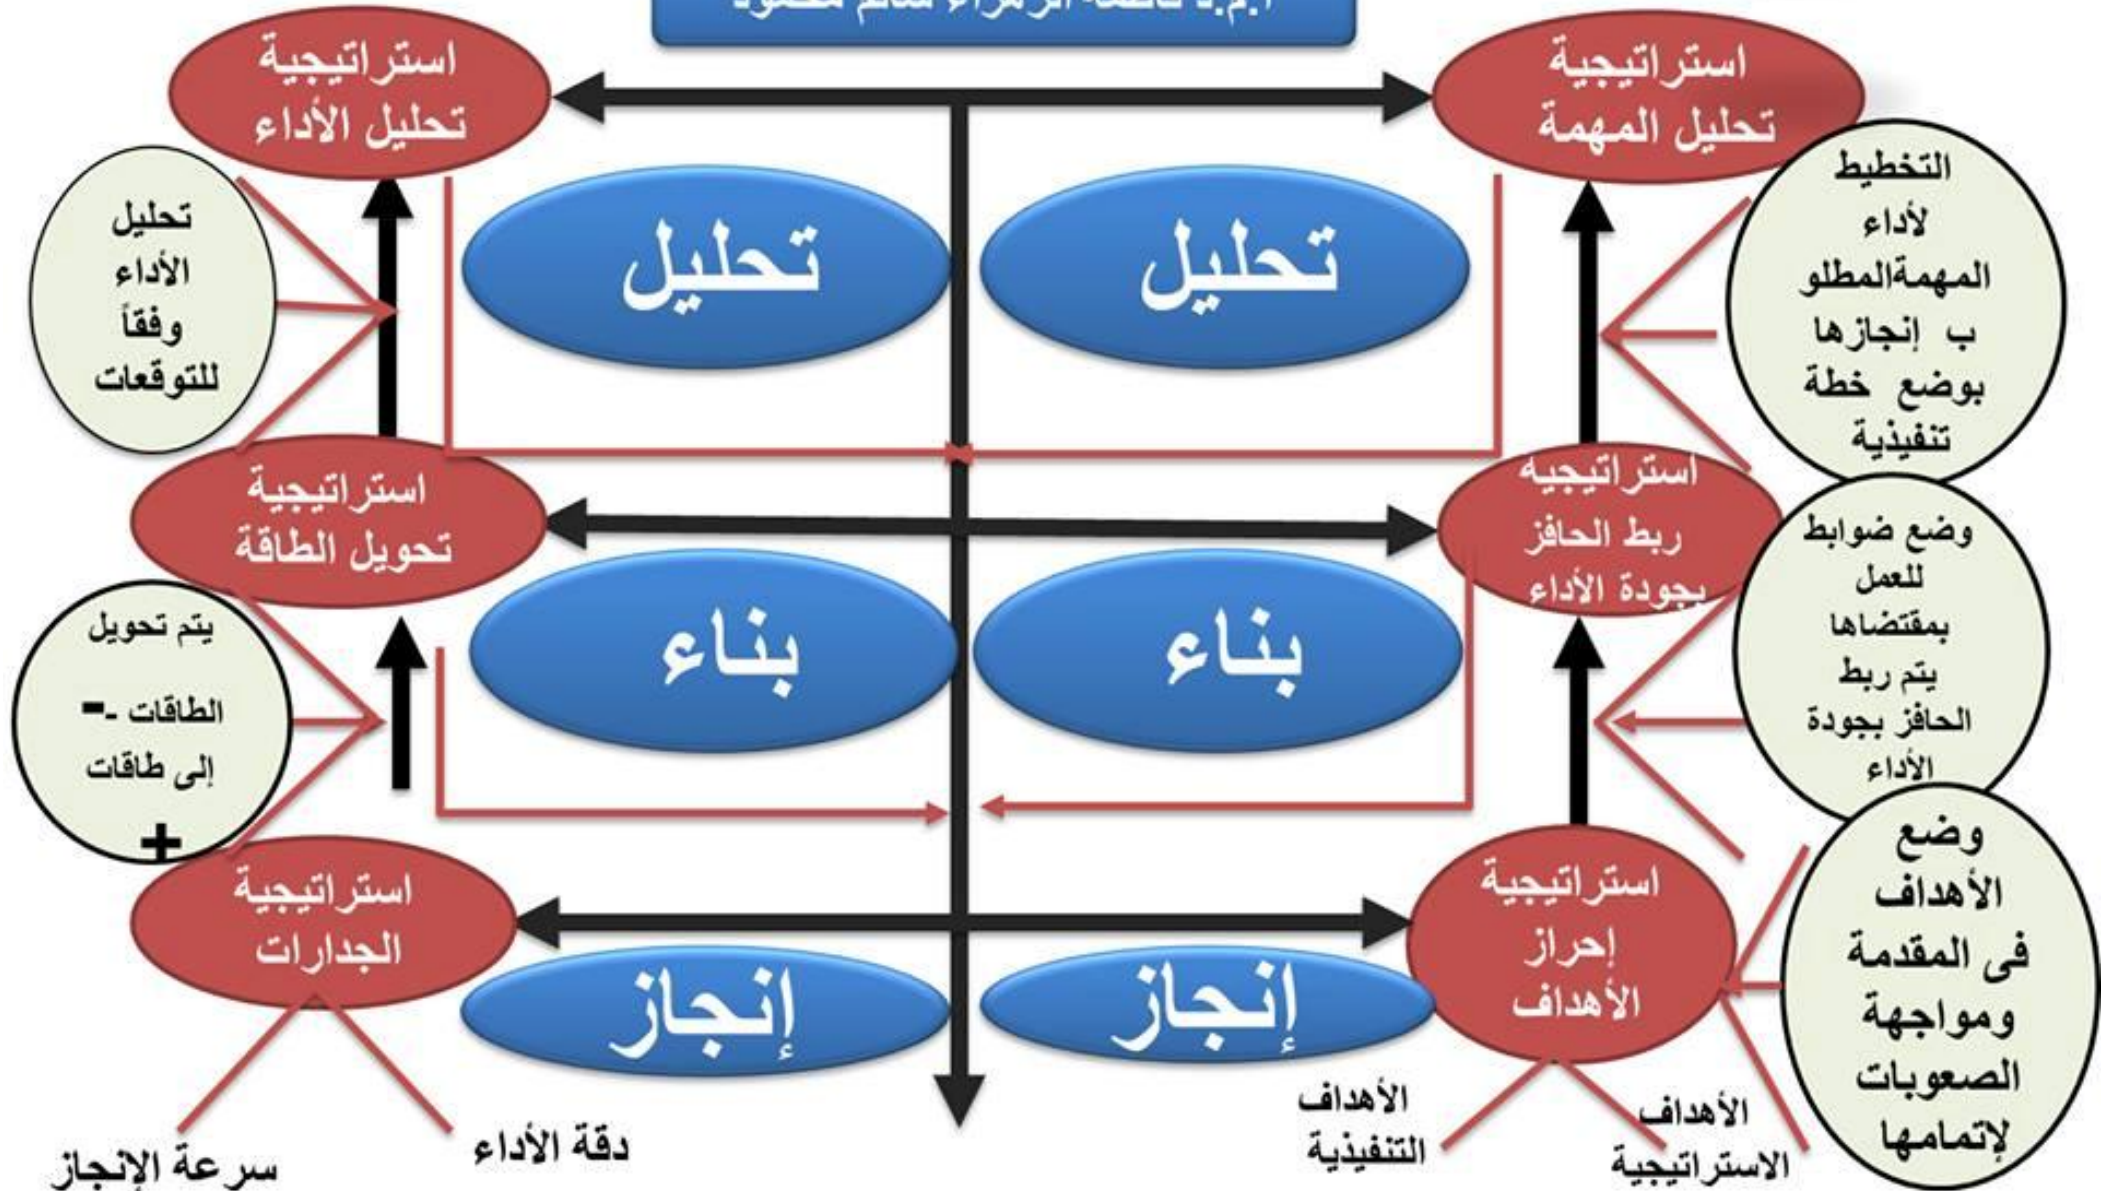 استراتيجية
تحليل المهمة
استراتيجية
تحليل الأداء
التخطيط
لأداء
المهمةالمطلو
ب إنجازها
بوضع خطة
تنفيذية
تحليل
تحليل
تحليل
الأداء
وفقاً
للتوقعات
استراتيجيه
ربط الحافز
بجودة الأداء
استراتيجية
تحويل الطاقة
وضع ضوابط
للعمل
بمقتضاها
يتم ربط
الحافز بجودة
الأداء
بناء
بناء
يتم تحويل
الطاقات --
إلى طاقات
+
استراتيجية
إحراز
الأهداف
استراتيجية
الجدارات
وضع
الأهداف
فى المقدمة
ومواجهة
الصعوبات
لإتمامها
إنجاز
إنجاز
الأهداف
الاستراتيجية
الأهداف
التنفيذية
دقة الأداء
سرعة الإنجاز